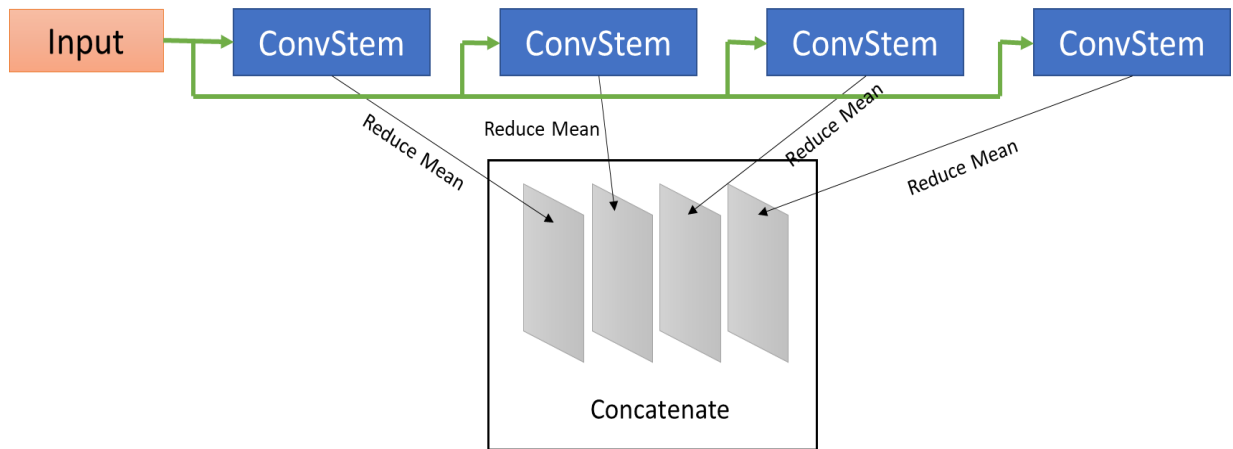 Input
ConvStem
ConvStem
ConvStem
ConvStem
Reduce Mean
Reduce Mean
Reduce Mean
Reduce Mean
Concatenate